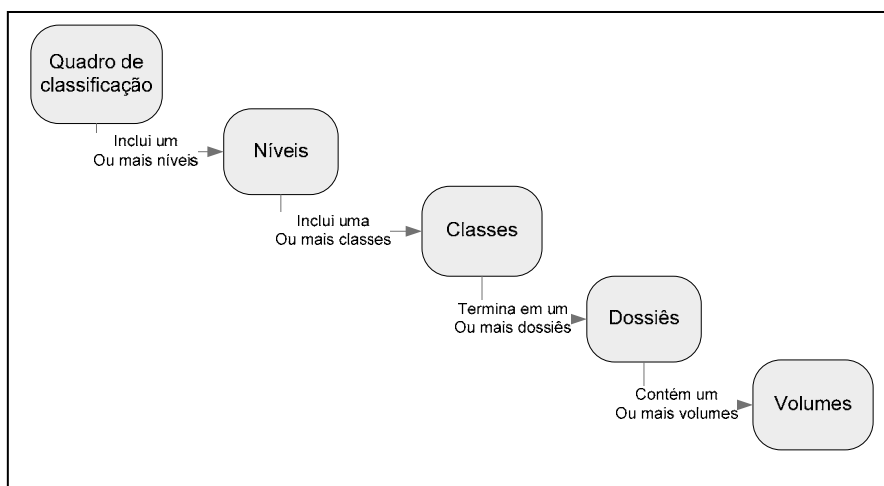 Quadro de
classificação
Inclui um
Ou mais níveis
Níveis
Inclui uma
Ou mais classes
Classes
Termina em um
Ou mais dossiês
Dossiês
Contém um
Ou mais volumes
Volumes